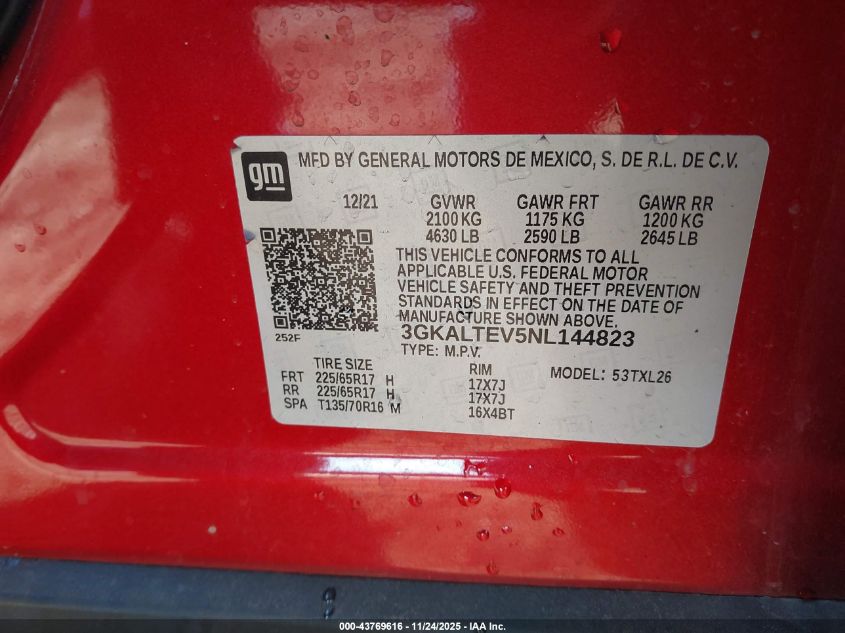 gm
MFD BY GENERAL MOTORS DE MEXICO, S. DE R.L. DE C.V.
12/21 GVWR GAWR FRT GAWR RR
2100 KG 1175 KG 1200 KG
4630 LB 2590 LB 2645 LB
THIS VEHICLE CONFORMS TO ALL
APPLICABLE U.S. FEDERAL MOTOR
VEHICLE SAFETY AND THEFT PREVENTION
STANDARDS IN EFFECT ON THE DATE OF
MANUFACTURE SHOWN ABOVE.
252F
3GKALTEV5NL144823
TYPE: M.P.V.
TIRE SIZE RIM MODEL: 53TXL26
FRT 225/65R17 H 17X7J
RR 225/65R17 H 17X7J
SPA T135/70R16 M 16X4BT
000-43769616 - 11/24/2025 - IAA Inc.